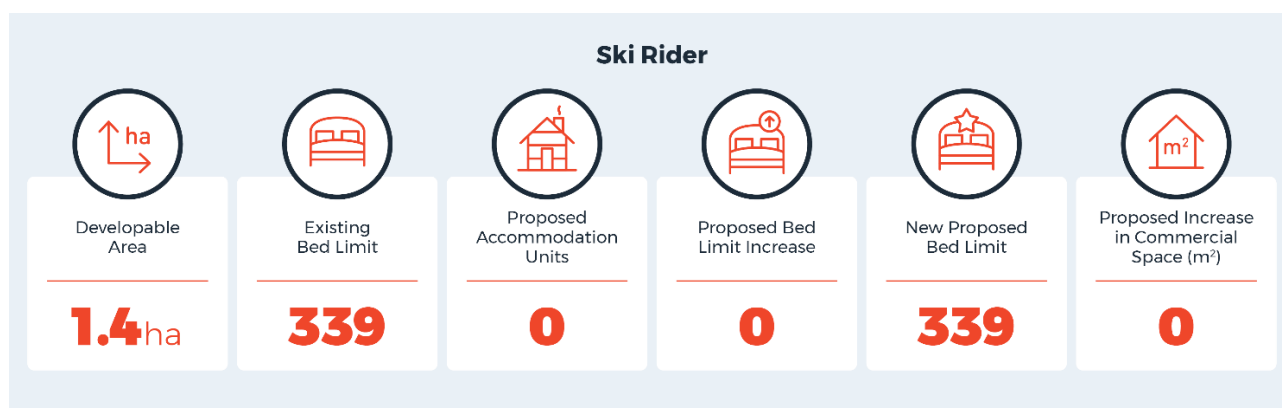 Ski Rider
ha
m²
Developable
Area
1.4ha
Existing
Bed Limit
339
Proposed
Accommodation
Units
0
Proposed Bed
Limit Increase
0
New Proposed
Bed Limit
339
Proposed Increase
in Commercial
Space (m²)
0